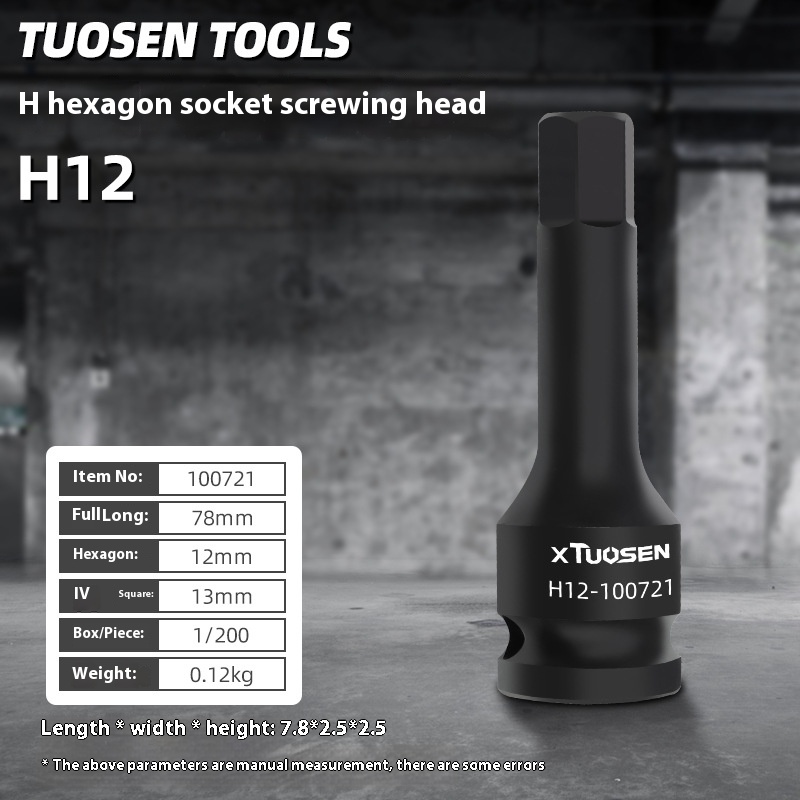 TUOSEN TOOLS
H hexagon socket screwing head
H12
Item No: 100721
FullLong: 78mm
Hexagon: 12mm
IV Square: 13mm
Box/Piece: 1/200
Weight: 0.12kg
Length * width * height: 7.8*2.5*2.5
* The above parameters are manual measurement, there are some errors
xTUOSEN
H12-100721